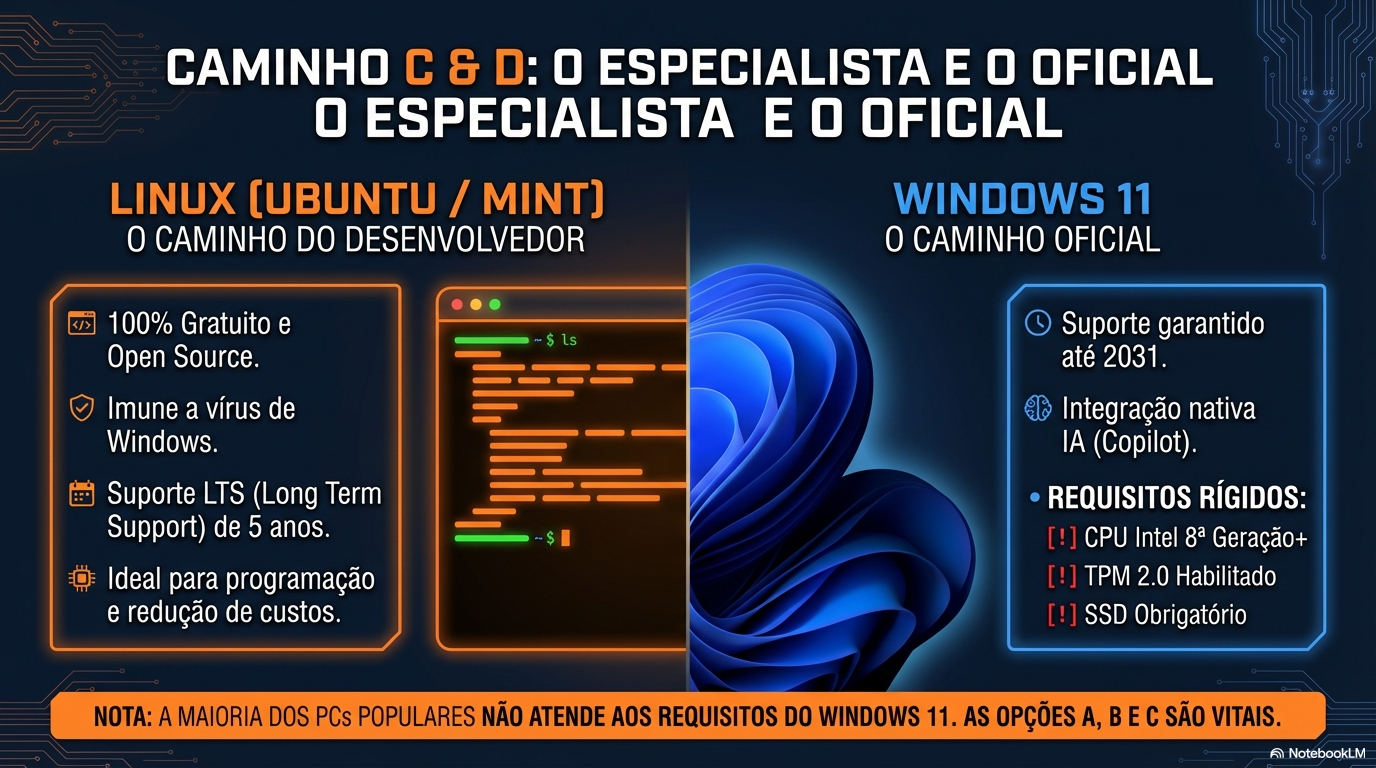 CAMINHO C & D: O ESPECIALISTA E O OFICIAL
O ESPECIALISTA E O OFICIAL
LINUX (UBUNTU / MINT)
O CAMINHO DO DESENVOLVEDOR
100% Gratuito e
Open Source.
Imune a vírus de
Windows.
Suporte LTS (Long Term
Support) de 5 anos.
Ideal para programação
e redução de custos.
~ $ ls
~ $
WINDOWS 11
O CAMINHO OFICIAL
Suporte garantido
até 2031.
Integração nativa
IA (Copilot).
• REQUISITOS RÍGIDOS:
[!] CPU Intel 8ª Geração+
[!] TPM 2.0 Habilitado
[!] SSD Obrigatório
NOTA: A MAIORIA DOS PCs POPULARES NÃO ATENDE AOS REQUISITOS DO WINDOWS 11. AS OPÇÕES A, B E C SÃO VITAIS.
NotebookLM